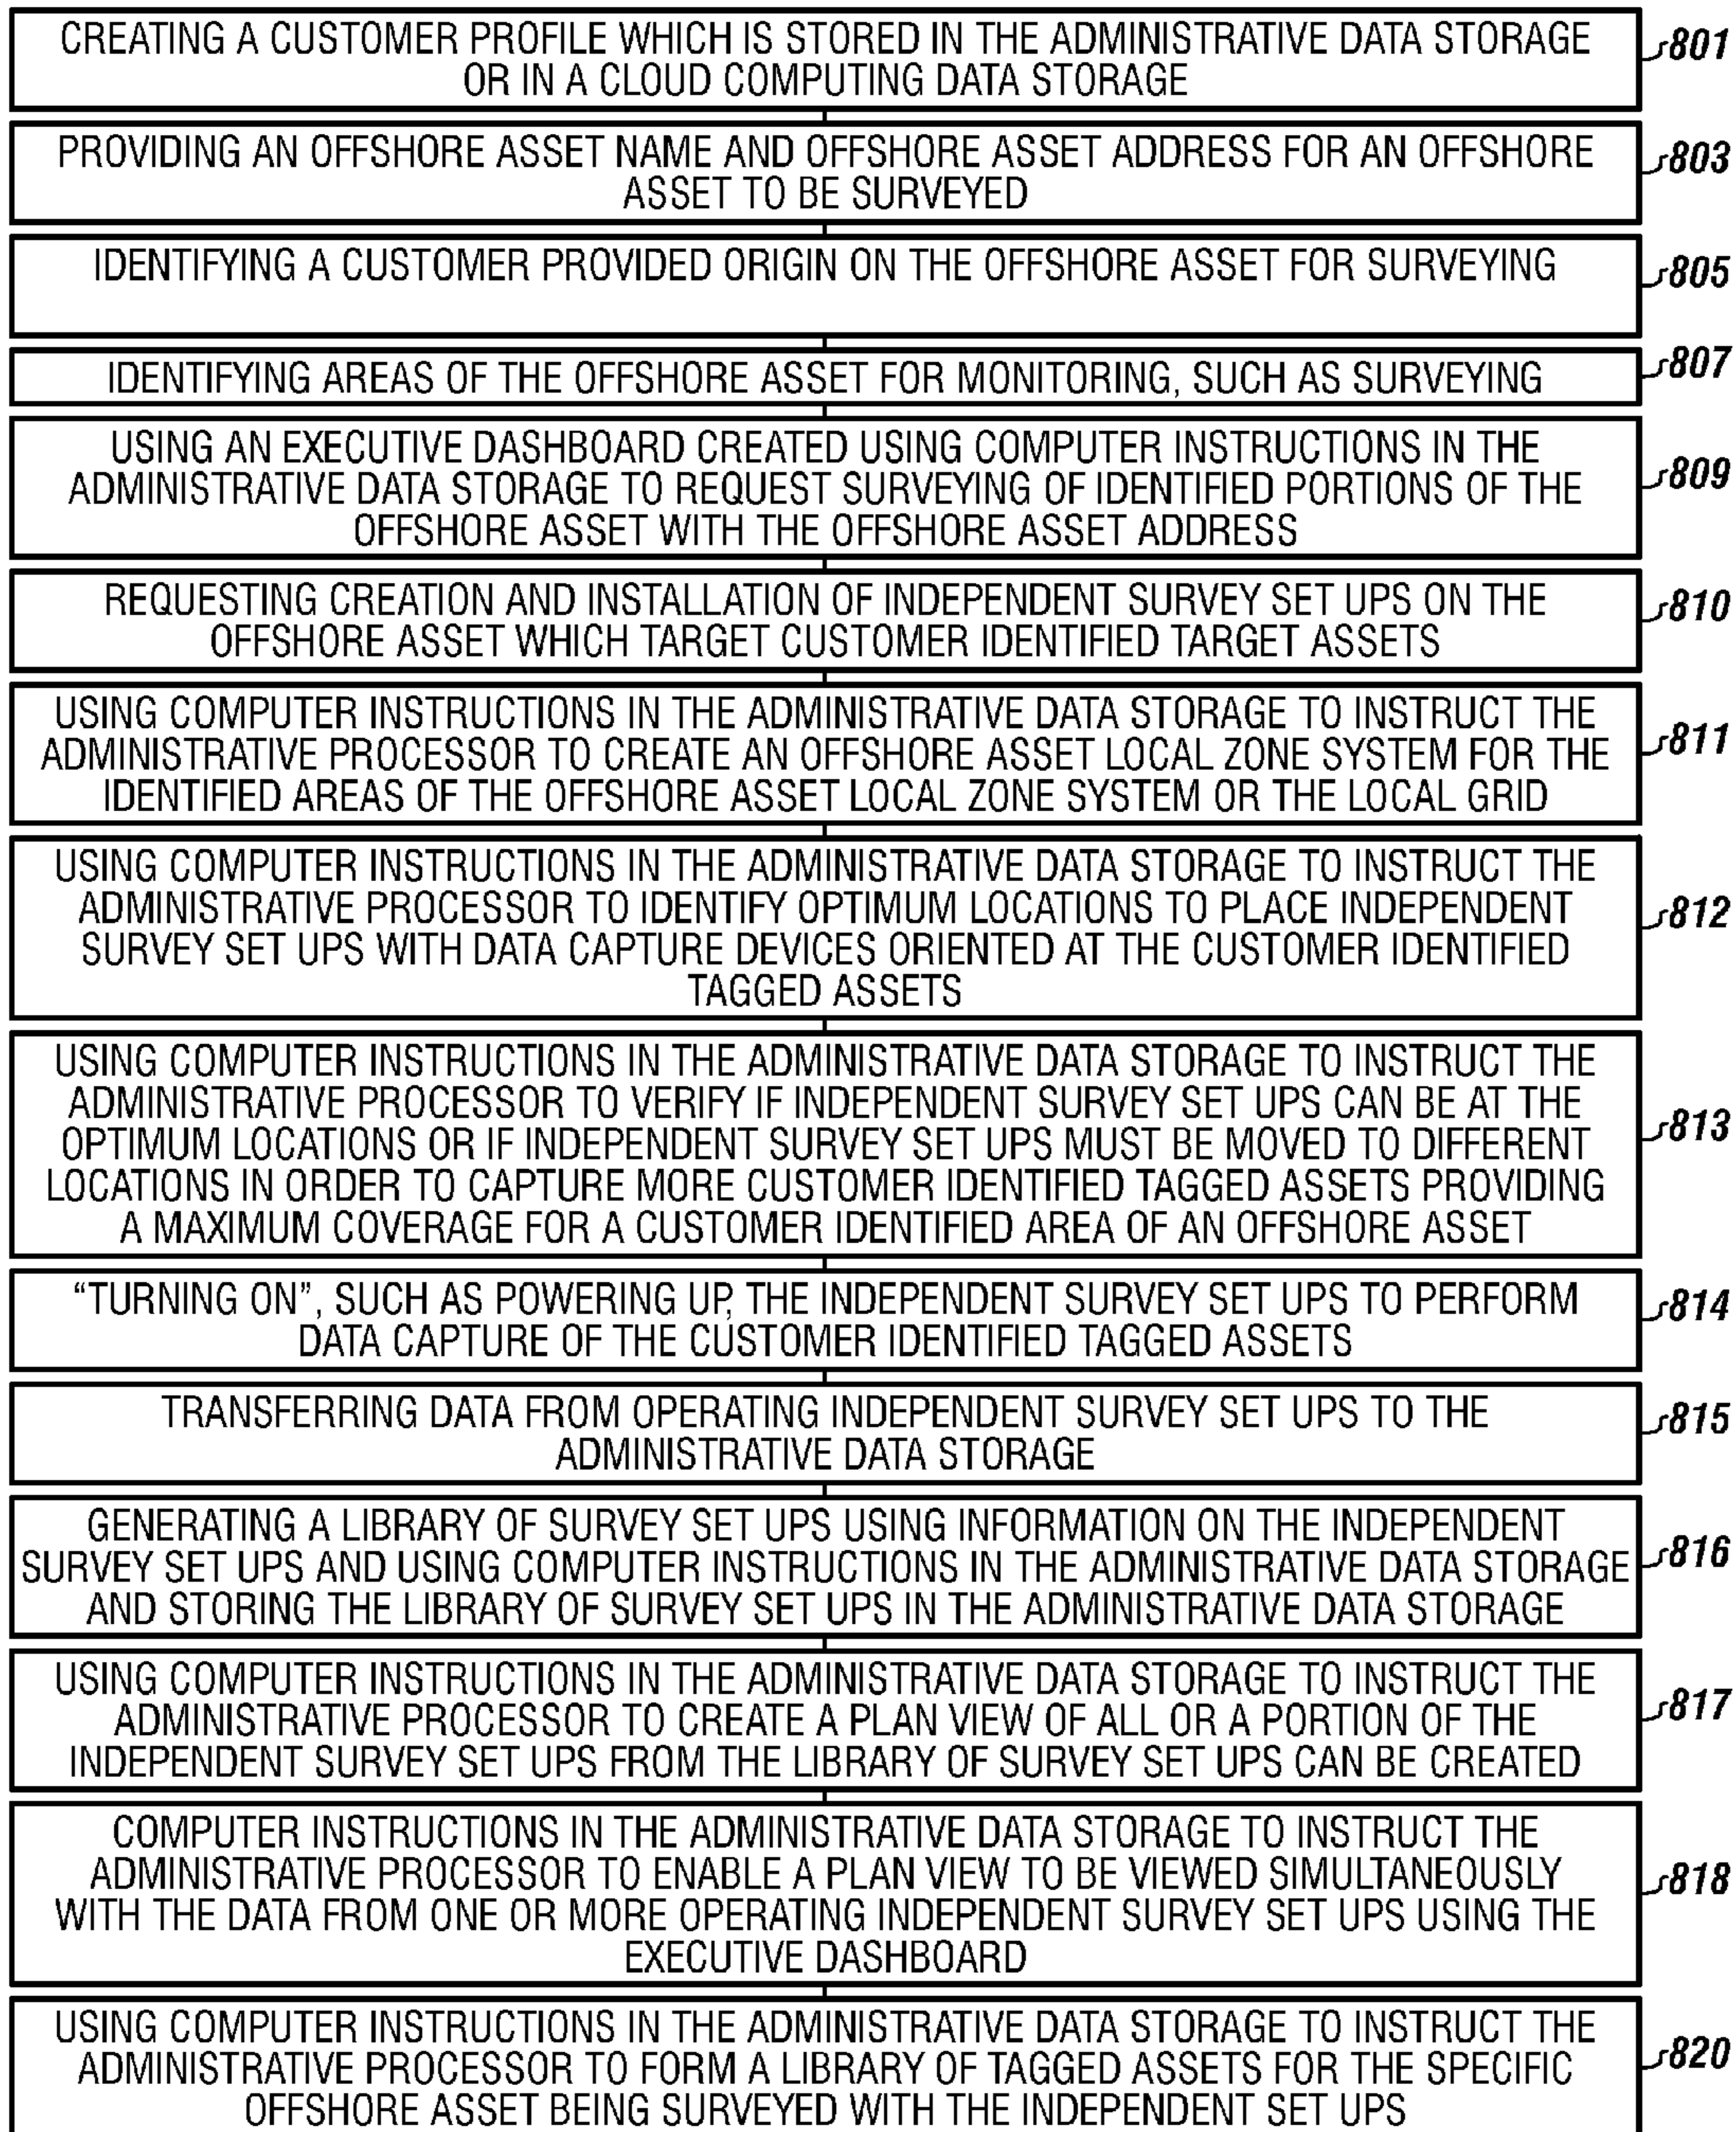 CREATING A CUSTOMER PROFILE WHICH IS STORED IN THE ADMINISTRATIVE DATA STORAGE
OR IN A CLOUD COMPUTING DATA STORAGE
801
PROVIDING AN OFFSHORE ASSET NAME AND OFFSHORE ASSET ADDRESS FOR AN OFFSHORE
ASSET TO BE SURVEYED
803
IDENTIFYING A CUSTOMER PROVIDED ORIGIN ON THE OFFSHORE ASSET FOR SURVEYING
805
IDENTIFYING AREAS OF THE OFFSHORE ASSET FOR MONITORING, SUCH AS SURVEYING
807
USING AN EXECUTIVE DASHBOARD CREATED USING COMPUTER INSTRUCTIONS IN THE
ADMINISTRATIVE DATA STORAGE TO REQUEST SURVEYING OF IDENTIFIED PORTIONS OF THE
OFFSHORE ASSET WITH THE OFFSHORE ASSET ADDRESS
809
REQUESTING CREATION AND INSTALLATION OF INDEPENDENT SURVEY SET UPS ON THE
OFFSHORE ASSET WHICH TARGET CUSTOMER IDENTIFIED TARGET ASSETS
810
USING COMPUTER INSTRUCTIONS IN THE ADMINISTRATIVE DATA STORAGE TO INSTRUCT THE
ADMINISTRATIVE PROCESSOR TO CREATE AN OFFSHORE ASSET LOCAL ZONE SYSTEM FOR THE
IDENTIFIED AREAS OF THE OFFSHORE ASSET LOCAL ZONE SYSTEM OR THE LOCAL GRID
811
USING COMPUTER INSTRUCTIONS IN THE ADMINISTRATIVE DATA STORAGE TO INSTRUCT THE
ADMINISTRATIVE PROCESSOR TO IDENTIFY OPTIMUM LOCATIONS TO PLACE INDEPENDENT
SURVEY SET UPS WITH DATA CAPTURE DEVICES ORIENTED AT THE CUSTOMER IDENTIFIED
TAGGED ASSETS
812
USING COMPUTER INSTRUCTIONS IN THE ADMINISTRATIVE DATA STORAGE TO INSTRUCT THE
ADMINISTRATIVE PROCESSOR TO VERIFY IF INDEPENDENT SURVEY SET UPS CAN BE AT THE
OPTIMUM LOCATIONS OR IF INDEPENDENT SURVEY SET UPS MUST BE MOVED TO DIFFERENT
LOCATIONS IN ORDER TO CAPTURE MORE CUSTOMER IDENTIFIED TAGGED ASSETS PROVIDING
A MAXIMUM COVERAGE FOR A CUSTOMER IDENTIFIED AREA OF AN OFFSHORE ASSET
813
“TURNING ON”, SUCH AS POWERING UP, THE INDEPENDENT SURVEY SET UPS TO PERFORM
DATA CAPTURE OF THE CUSTOMER IDENTIFIED TAGGED ASSETS
814
TRANSFERRING DATA FROM OPERATING INDEPENDENT SURVEY SET UPS TO THE
ADMINISTRATIVE DATA STORAGE
815
GENERATING A LIBRARY OF SURVEY SET UPS USING INFORMATION ON THE INDEPENDENT
SURVEY SET UPS AND USING COMPUTER INSTRUCTIONS IN THE ADMINISTRATIVE DATA STORAGE
AND STORING THE LIBRARY OF SURVEY SET UPS IN THE ADMINISTRATIVE DATA STORAGE
816
USING COMPUTER INSTRUCTIONS IN THE ADMINISTRATIVE DATA STORAGE TO INSTRUCT THE
ADMINISTRATIVE PROCESSOR TO CREATE A PLAN VIEW OF ALL OR A PORTION OF THE
INDEPENDENT SURVEY SET UPS FROM THE LIBRARY OF SURVEY SET UPS CAN BE CREATED
817
COMPUTER INSTRUCTIONS IN THE ADMINISTRATIVE DATA STORAGE TO INSTRUCT THE
ADMINISTRATIVE PROCESSOR TO ENABLE A PLAN VIEW TO BE VIEWED SIMULTANEOUSLY
WITH THE DATA FROM ONE OR MORE OPERATING INDEPENDENT SURVEY SET UPS USING THE
EXECUTIVE DASHBOARD
818
USING COMPUTER INSTRUCTIONS IN THE ADMINISTRATIVE DATA STORAGE TO INSTRUCT THE
ADMINISTRATIVE PROCESSOR TO FORM A LIBRARY OF TAGGED ASSETS FOR THE SPECIFIC
OFFSHORE ASSET BEING SURVEYED WITH THE INDEPENDENT SET UPS
820